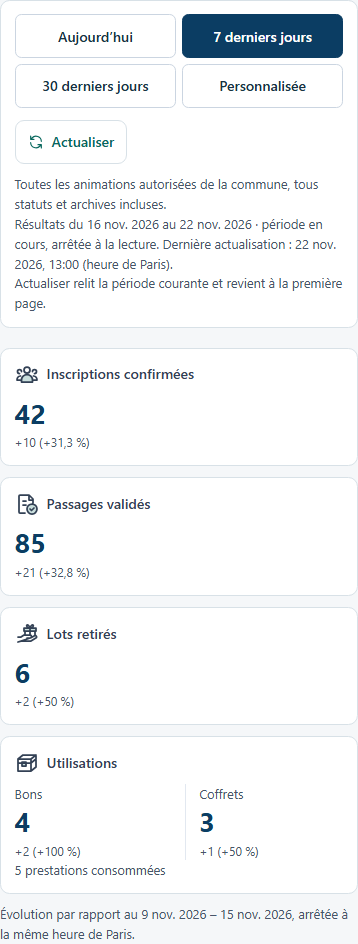 Aujourd’hui
7 derniers jours
30 derniers jours
Personnalisée
Actualiser
Toutes les animations autorisées de la commune, tous
statuts et archives incluses.
Résultats du 16 nov. 2026 au 22 nov. 2026 · période en
cours, arrêtée à la lecture. Dernière actualisation : 22 nov.
2026, 13:00 (heure de Paris).
Actualiser relit la période courante et revient à la première
page.
Inscriptions confirmées
42
+10 (+31,3 %)
Passages validés
85
+21 (+32,8 %)
Lots retirés
6
+2 (+50 %)
Utilisations
Bons
4
+2 (+100 %)
Coffrets
3
+1 (+50 %)
5 prestations consommées
Évolution par rapport au 9 nov. 2026 – 15 nov. 2026, arrêtée à
la même heure de Paris.